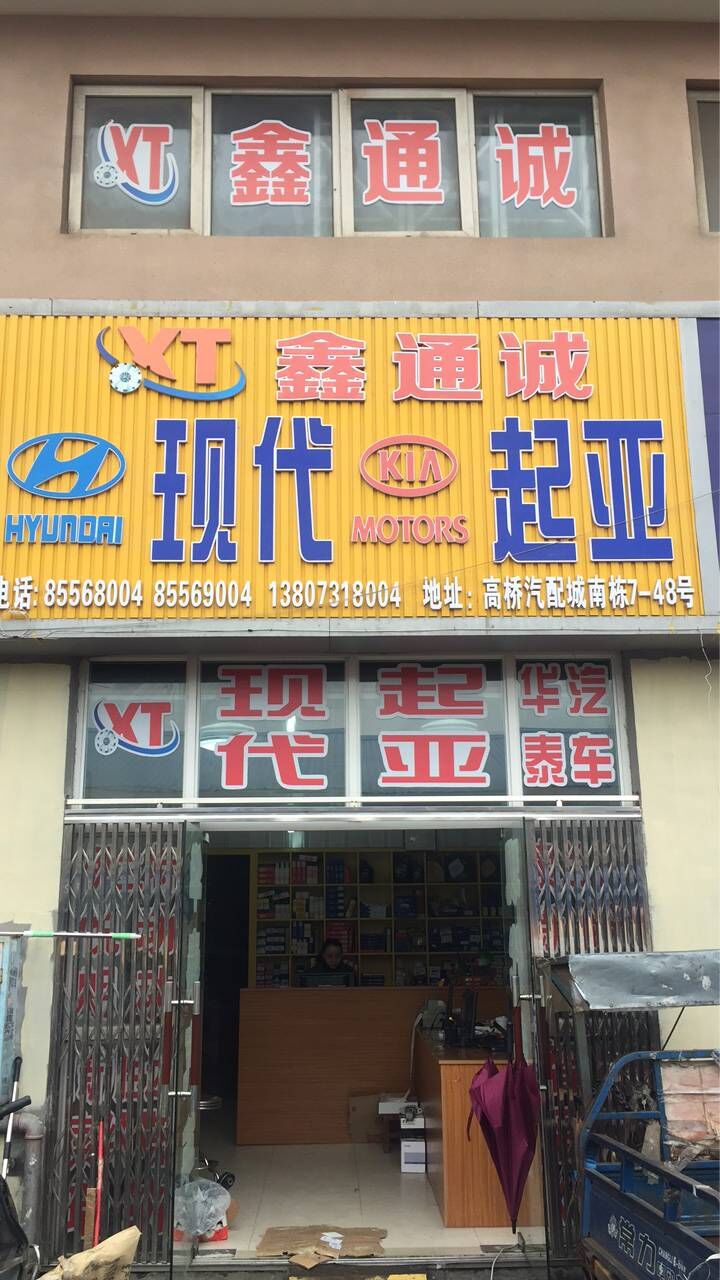 XT 鑫通诚
XT 鑫通诚
HYUNDAI 现代 KIA MOTORS 起亚
电话: 85568004 85569004 13807318004 地址：高桥汽配城南栋7-48号
XT 现代 起亚 华泰汽车
常力